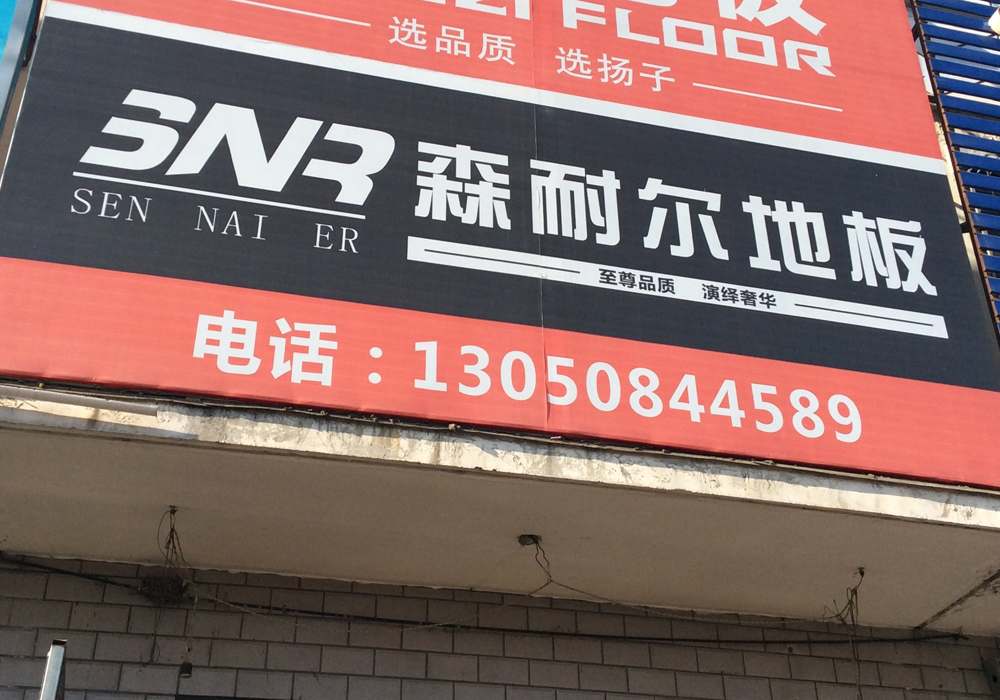 FLOOR
选品质 选扬子
SNR 森耐尔地板
SEN NAI ER
至尊品质 演绎奢华
电话：13050844589